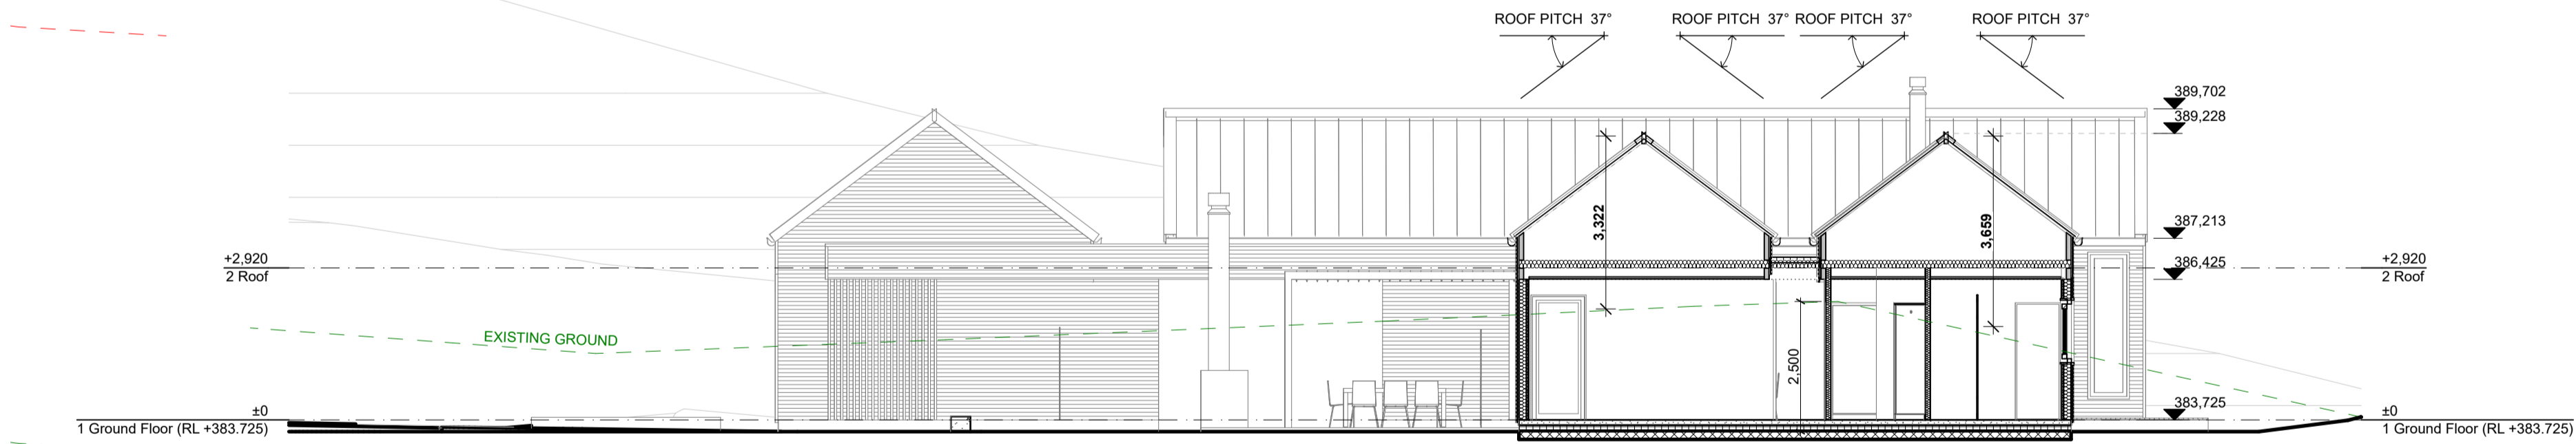 ROOF PITCH 37°
ROOF PITCH 37°
ROOF PITCH 37°
ROOF PITCH 37°
389,702
389,228
3,322
3,659
387,213
+2,920
2 Roof
386,425
+2,920
2 Roof
EXISTING GROUND
2,500
383,725
±0
1 Ground Floor (RL +383.725)
±0
1 Ground Floor (RL +383.725)